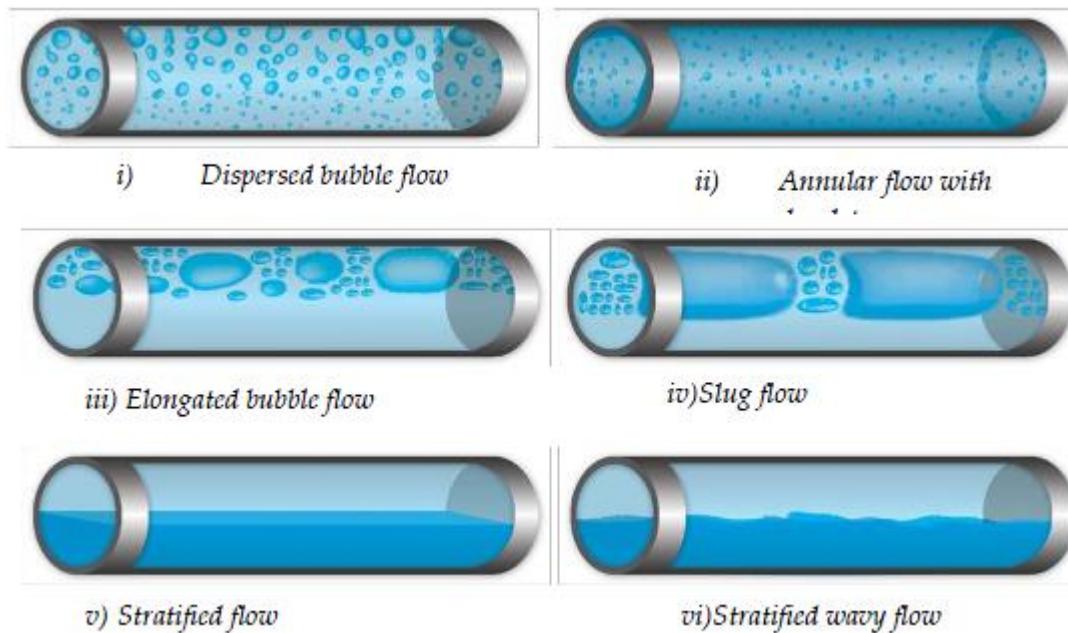 i) Dispersed bubble flow
ii) Annular flow with
iii) Elongated bubble flow
iv)Slug flow
v) Stratified flow
vi)Stratified wavy flow